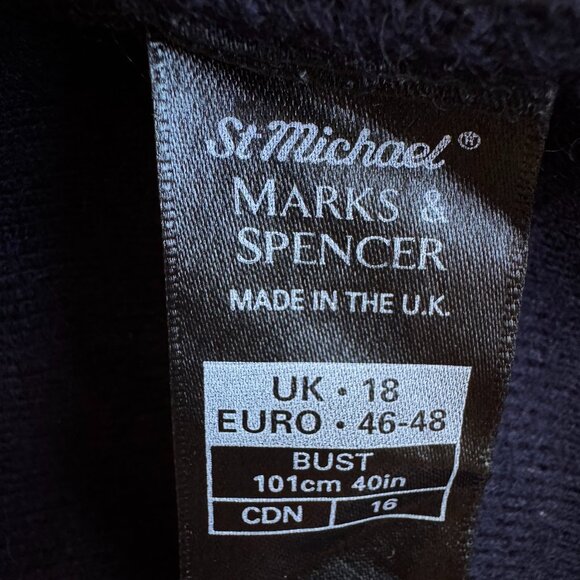 St Michael®
MARKS &
SPENCER
MADE IN THE U.K.
UK · 18
EURO · 46-48
BUST
101cm 40in
CDN 16